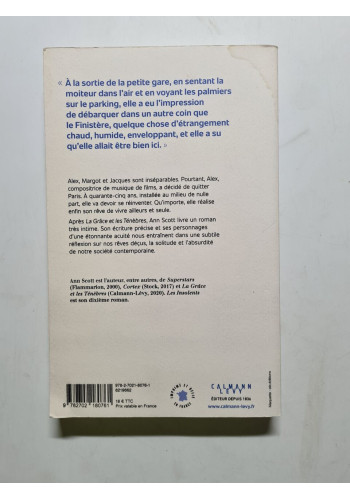 « À la sortie de la petite gare, en sentant la
moiteur dans l'air et en voyant les palmiers
sur le parking, elle a eu l'impression
de débarquer dans un autre coin que
le Finistère, quelque chose d'étrangement
chaud, humide, enveloppant, et elle a su
qu'elle allait être bien ici. »
Alex, Margot et Jacques sont inséparables. Pourtant, Alex,
compositrice de musique de films, a décidé de quitter
Paris. À quarante-cinq ans, installée au milieu de nulle
part, elle va devoir se réinventer. Qu'importe, elle réalise
enfin son rêve de vivre ailleurs et seule.
Après La Grâce et les Ténèbres, Ann Scott livre un roman
très intime. Son écriture précise et ses personnages
d'une étonnante acuité nous entraînent dans une subtile
réflexion sur nos rêves déçus, la solitude et l'absurdité
de notre société contemporaine.
Ann Scott est l'auteur, entre autres, de Superstars
(Flammarion, 2000), Cortex (Stock, 2017) et La Grâce
et les Ténèbres (Calmann-Lévy, 2020). Les Insolents
est son dixième roman.
9 782702 180761
18 € TTC
Prix valable en France
CALMANN
LÉVY
ÉDITEUR DEPUIS 1836
www.calmann-levy.fr